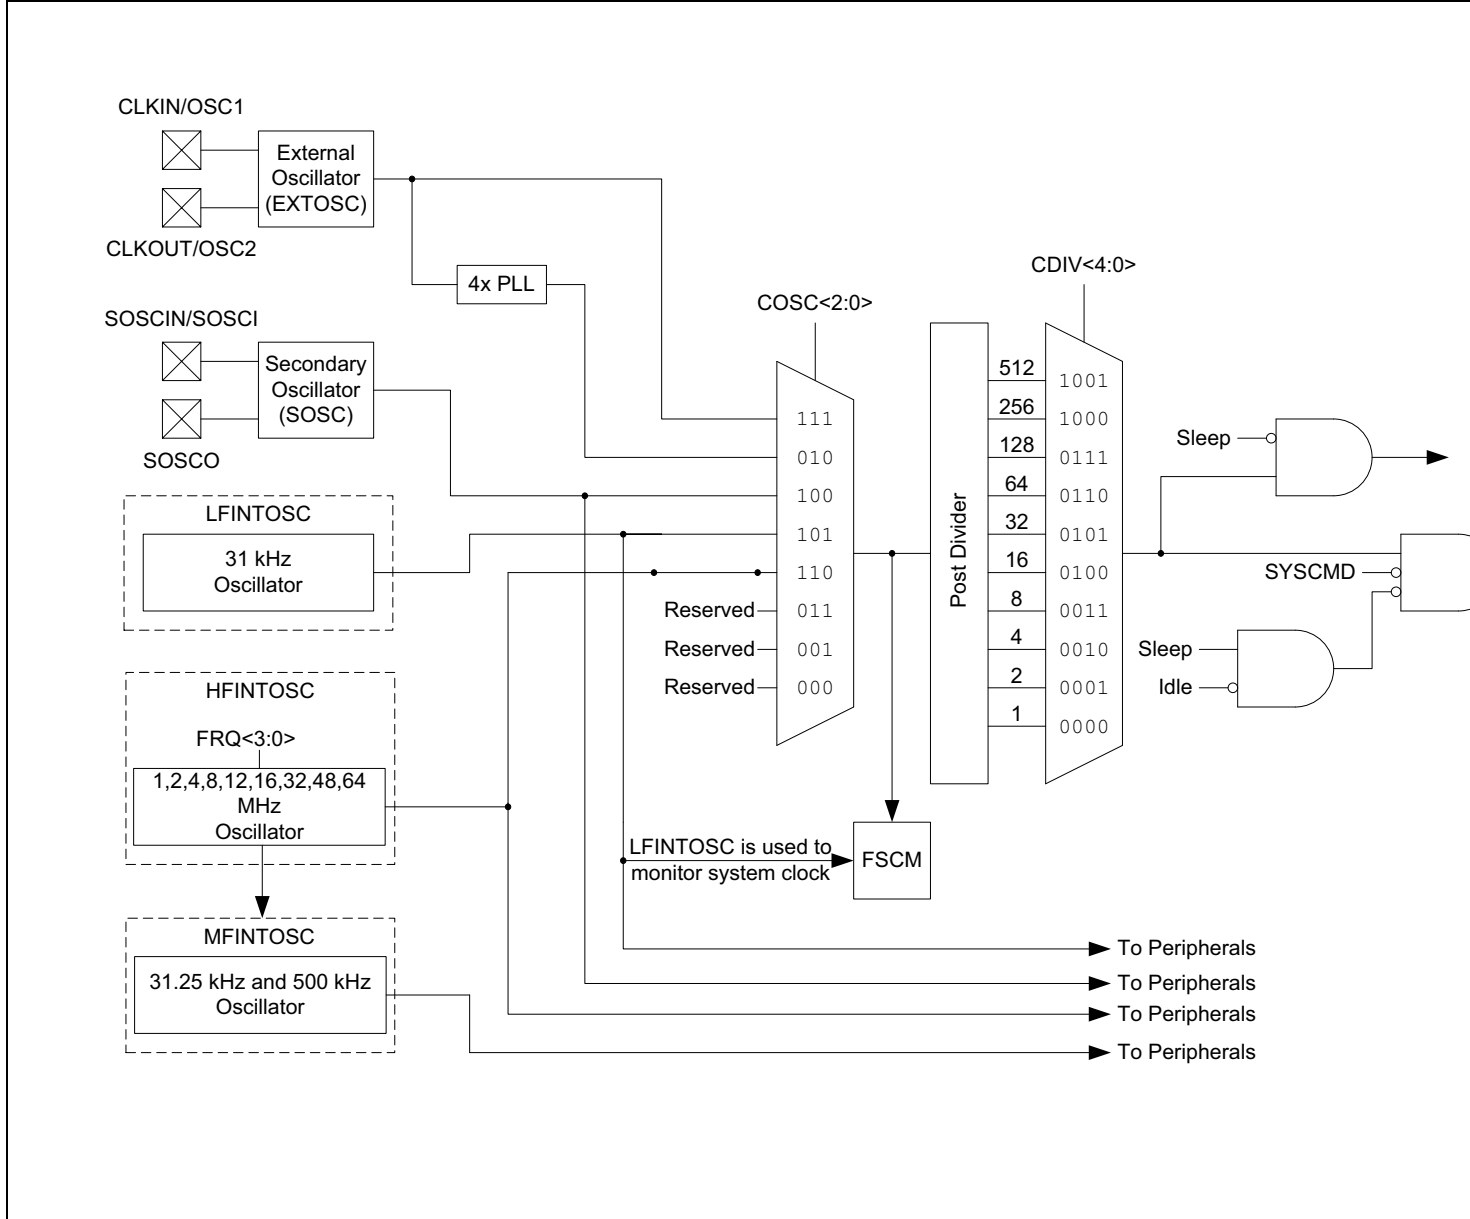 CLKIN/OSC1
External
Oscillator
(EXTOSC)
CLKOUT/OSC2
4x PLL
SOSCIN/SOSCI
Secondary
Oscillator
(SOSC)
SOSCO
LFINTOSC
31 kHz
Oscillator
HFINTOSC
FRQ<3:0>
1,2,4,8,12,16,32,48,64
MHz
Oscillator
MFINTOSC
31.25 kHz and 500 kHz
Oscillator
COSC<2:0>
111
010
100
101
110
Reserved 011
Reserved 001
Reserved 000
LFINTOSC is used to
monitor system clock
FSCM
Post Divider
CDIV<4:0>
512 1001
256 1000
128 0111
64 0110
32 0101
16 0100
8 0011
4 0010
2 0001
1 0000
Sleep
SYSCMD
Sleep
Idle
To Peripherals
To Peripherals
To Peripherals
To Peripherals